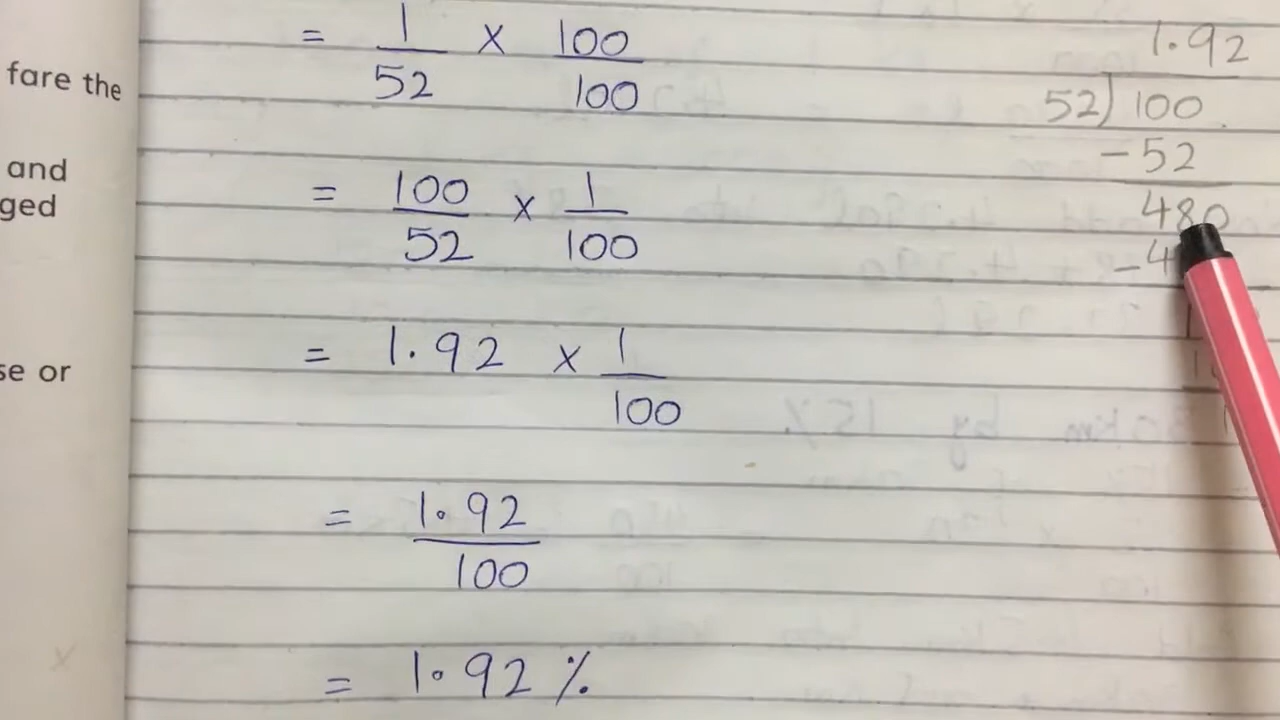 fare the
and
ged
se or
= 1/52 × 100/100
= 100/52 × 1/100
= 1.92 × 1/100
= 1.92/100
= 1.92 %
1.92
52) 100
- 52
480
- 4